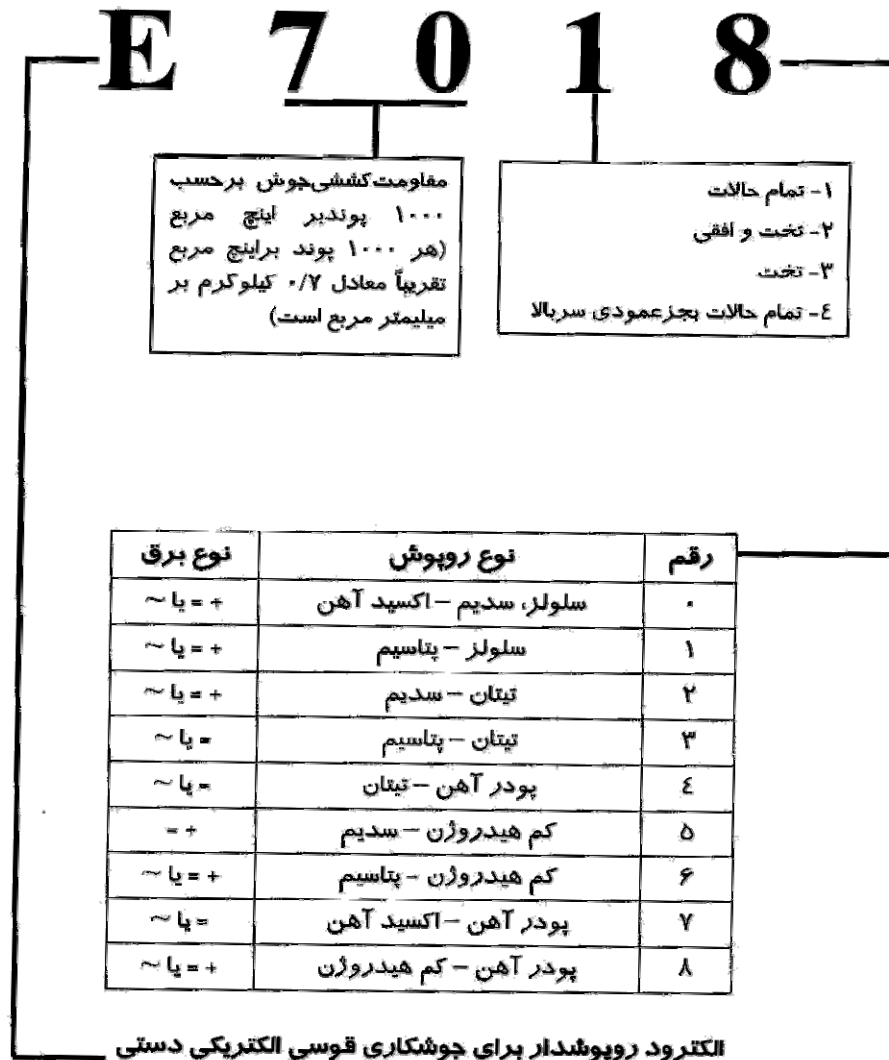 E 7 0 1 8
مقاومت کششی جوش برحسب
۱۰۰۰ پوندبر اینچ مربع
(هر ۱۰۰۰ پوند براینچ مربع
تقریباً معادل ۰/۷ کیلوگرم بر
میلیمتر مربع است)
۱- تمام حالات
۲- تخت و افقی
۳- تخت
٤- تمام حالات بجز عمودی سربالا
رقم نوع روپوش نوع برق
۰ سلولز، سدیم – اکسید آهن + = یا ~
۱ سلولز – پتاسیم + = یا ~
۲ تیتان – سدیم + = یا ~
۳ تیتان – پتاسیم = یا ~
٤ پودر آهن – تیتان = یا ~
۵ کم هیدروژن – سدیم + =
۶ کم هیدروژن – پتاسیم + = یا ~
۷ پودر آهن – اکسید آهن = یا ~
۸ پودر آهن – کم هیدروژن + = یا ~
الکترود روپوشدار برای جوشکاری قوسی الکتریکی دستی